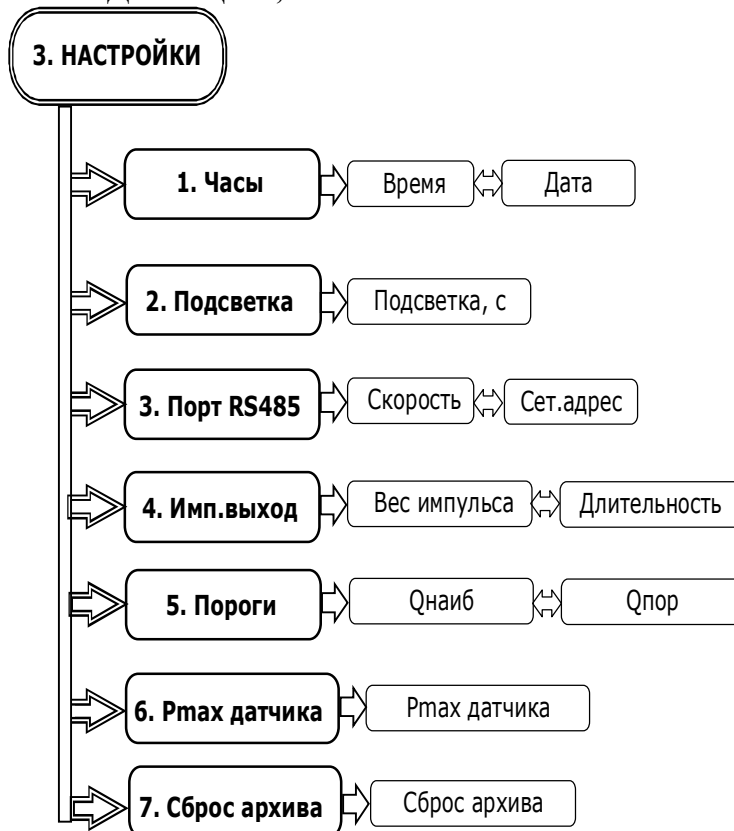 3. НАСТРОЙКИ
1. Часы Время Дата
2. Подсветка Подсветка, с
3. Порт RS485 Скорость Сет.адрес
4. Имп.выход Вес импульса Длительность
5. Пороги Qнаиб Qпор
6. Pmax датчика Pmax датчика
7. Сброс архива Сброс архива